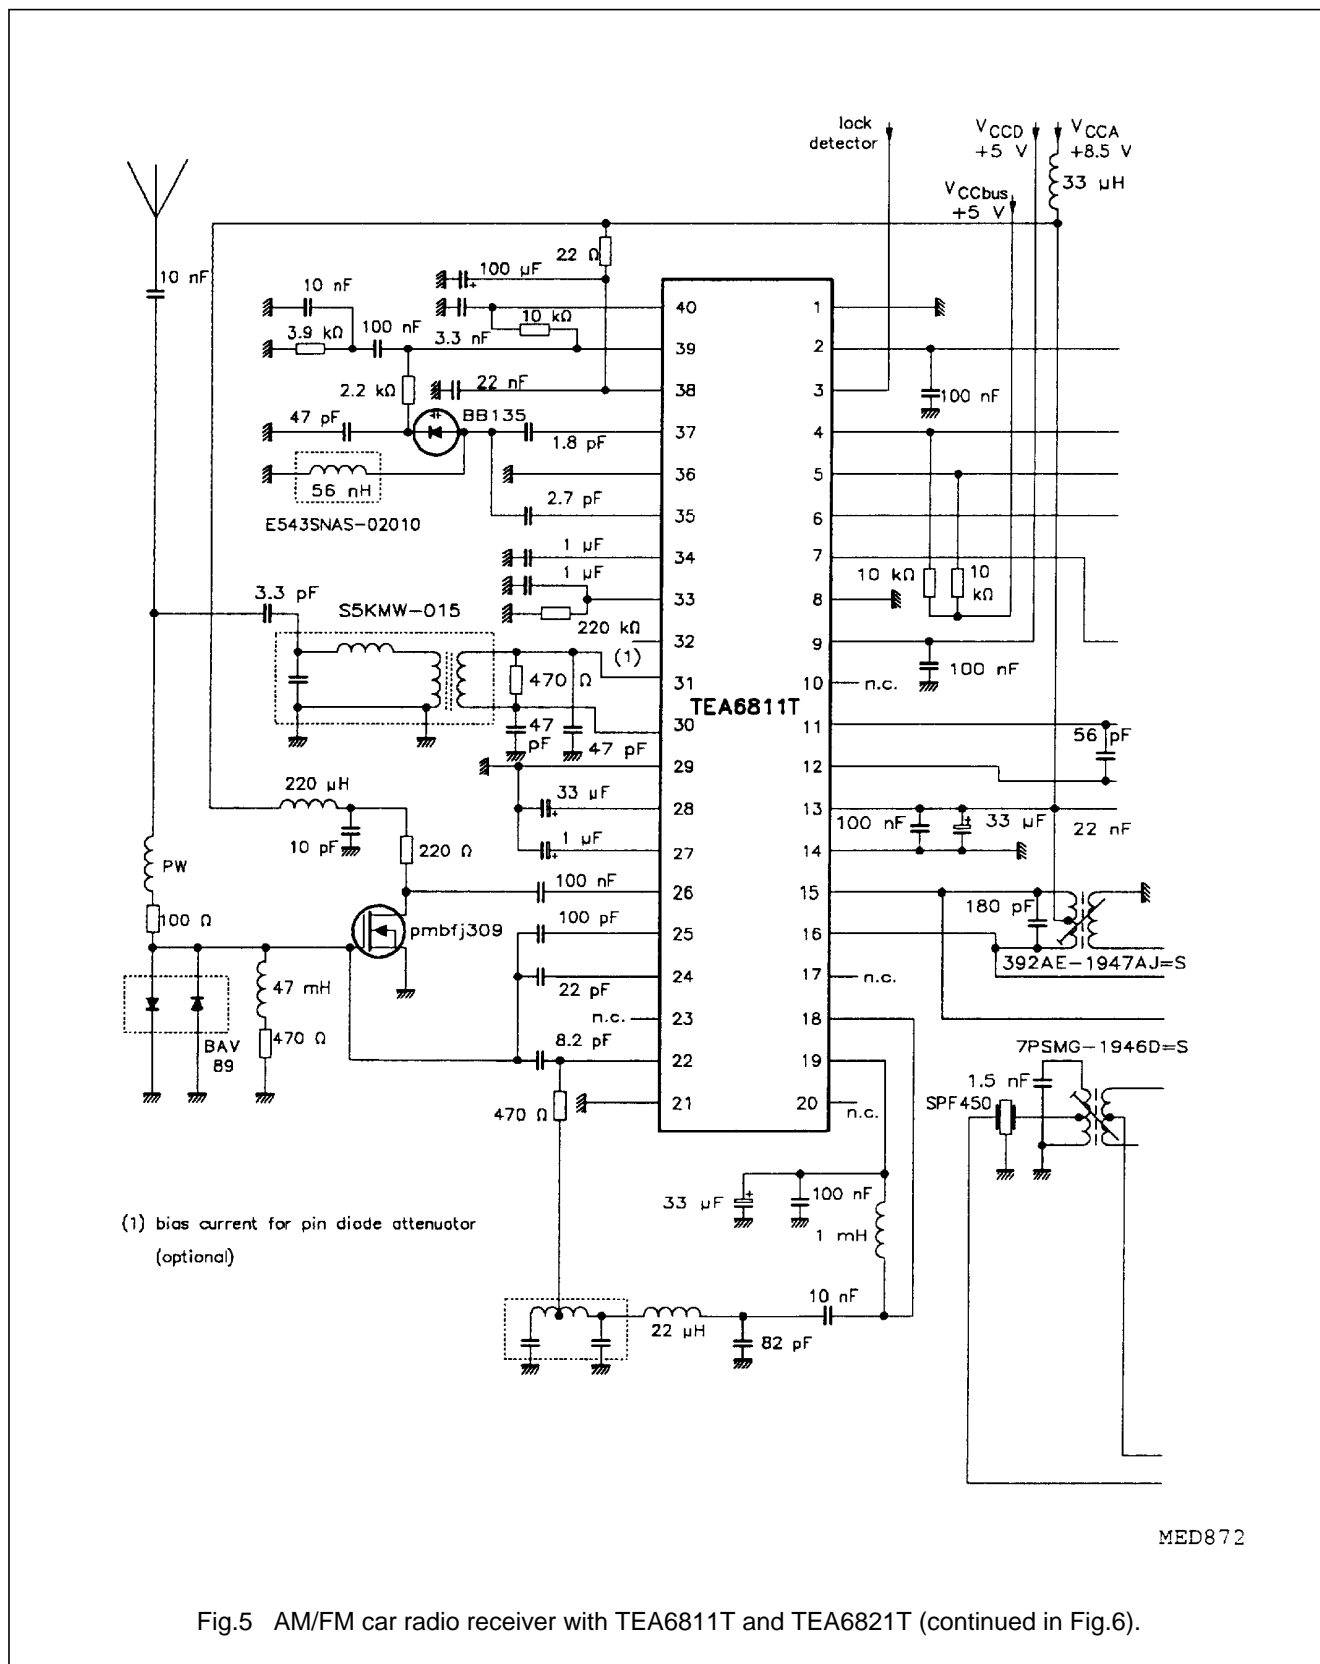 lock
detector
VCCD
+5 V
VCCA
+8.5 V
33 µH
VCCbus
+5 V
10 nF
22 Ω
100 µF
10 nF
10 kΩ
3.9 kΩ
100 nF
3.3 nF
2.2 kΩ
22 nF
47 pF
BB135
1.8 pF
56 nH
2.7 pF
E543SNAS-02010
1 µF
1 µF
3.3 pF
S5KMW-015
220 kΩ
(1)
470 Ω
47
pF
47 pF
220 µH
33 µF
10 pF
220 Ω
1 µF
PW
100 nF
100 Ω
pmbfj309
100 pF
47 mH
22 pF
n.c.
470 Ω
BAV
89
8.2 pF
470 Ω
40
39
38
37
36
35
34
33
32
31
30
29
28
27
26
25
24
23
22
21
TEA6811T
1
2
3
4
5
6
7
8
9
10
11
12
13
14
15
16
17
18
19
20
100 nF
10 kΩ
10
kΩ
100 nF
n.c.
56 pF
100 nF
33 µF
22 nF
180 pF
392AE-1947AJ=S
n.c.
7PSMG-1946D=S
1.5 nF
SPF450
n.c.
33 µF
100 nF
1 mH
(1) bias current for pin diode attenuator
(optional)
10 nF
22 µH
82 pF
MED872
Fig.5 AM/FM car radio receiver with TEA6811T and TEA6821T (continued in Fig.6).